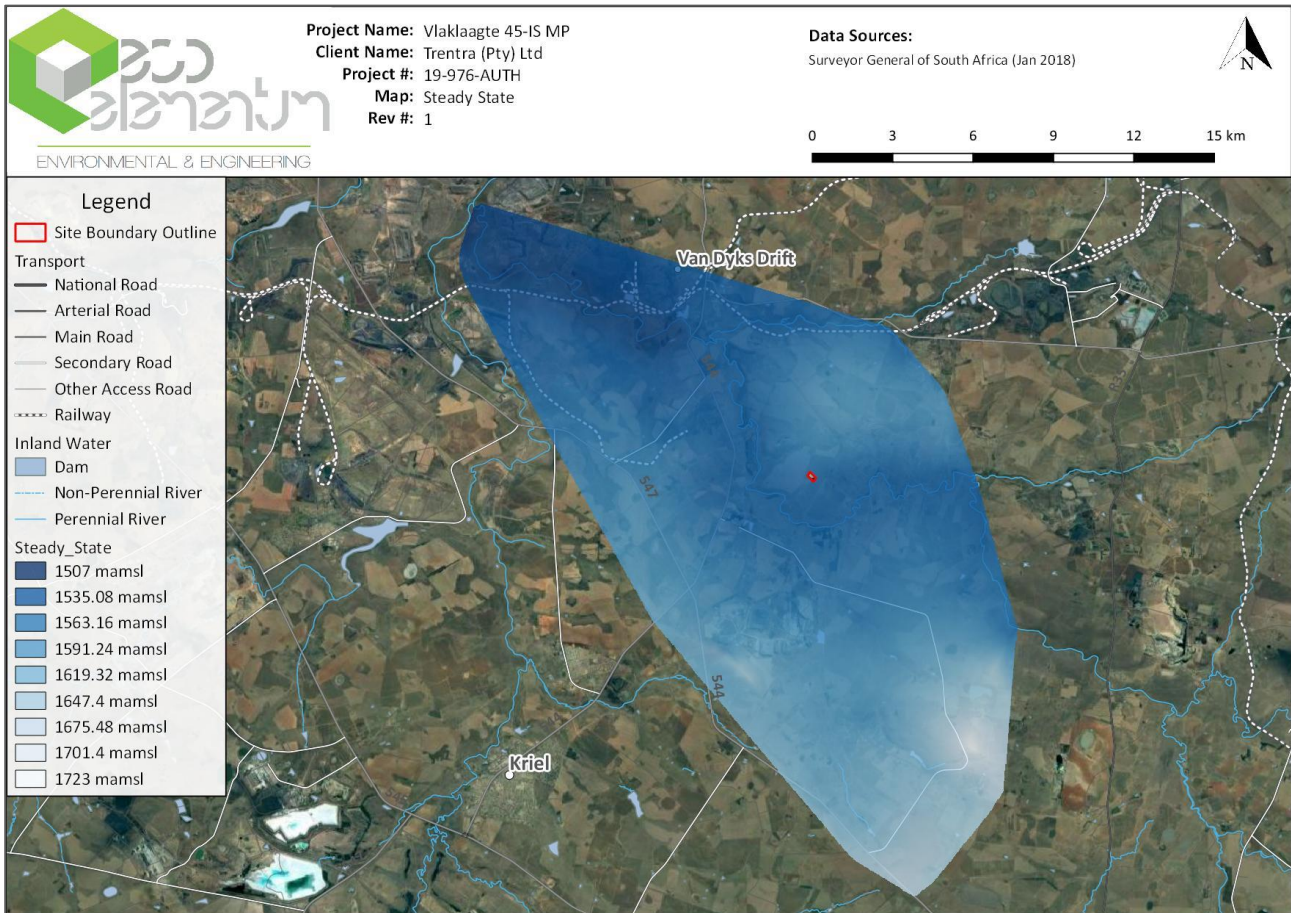 eco
elementum
ENVIRONMENTAL & ENGINEERING
Project Name: Vlaklaagte 45-IS MP
Client Name: Trentra (Pty) Ltd
Project #: 19-976-AUTH
Map: Steady State
Rev #: 1
Data Sources:
Surveyor General of South Africa (Jan 2018)
N
0 3 6 9 12 15 km
Legend
Site Boundary Outline
Transport
National Road
Arterial Road
Main Road
Secondary Road
Other Access Road
Railway
Inland Water
Dam
Non-Perennial River
Perennial River
Steady_State
1507 mamsl
1535.08 mamsl
1563.16 mamsl
1591.24 mamsl
1619.32 mamsl
1647.4 mamsl
1675.48 mamsl
1701.4 mamsl
1723 mamsl
Van Dyks Drift
547
544
Kriel